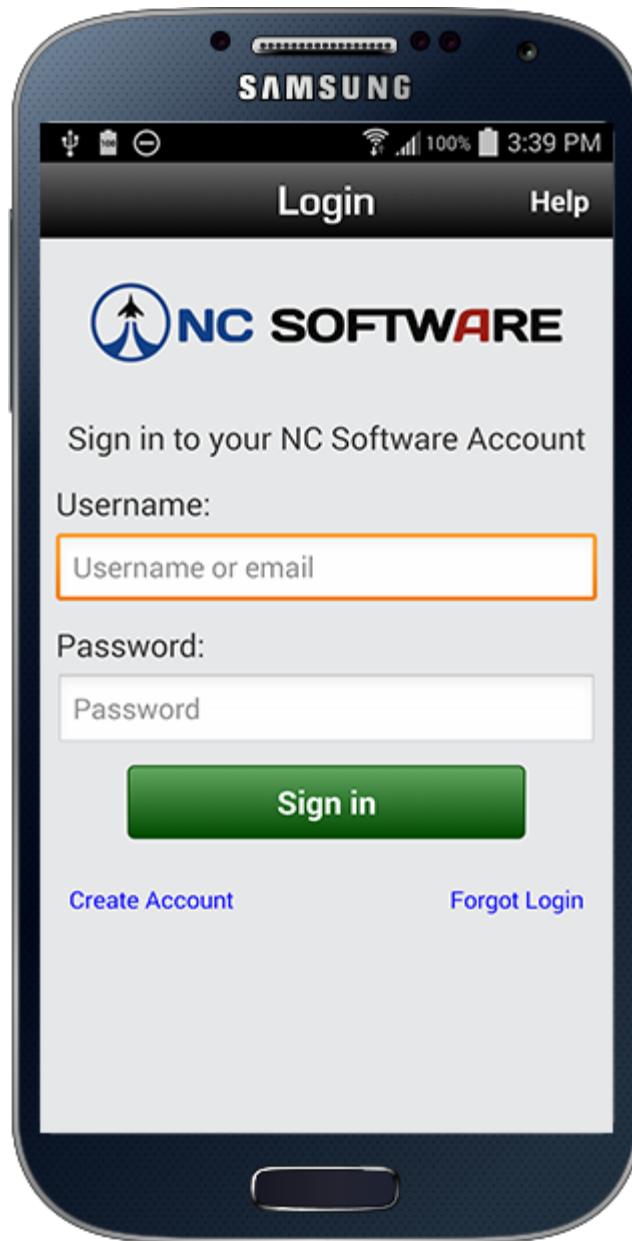 SAMSUNG
100 100% 3:39 PM
Login Help
NC SOFTWARE
Sign in to your NC Software Account
Username:
Username or email
Password:
Password
Sign in
Create Account Forgot Login